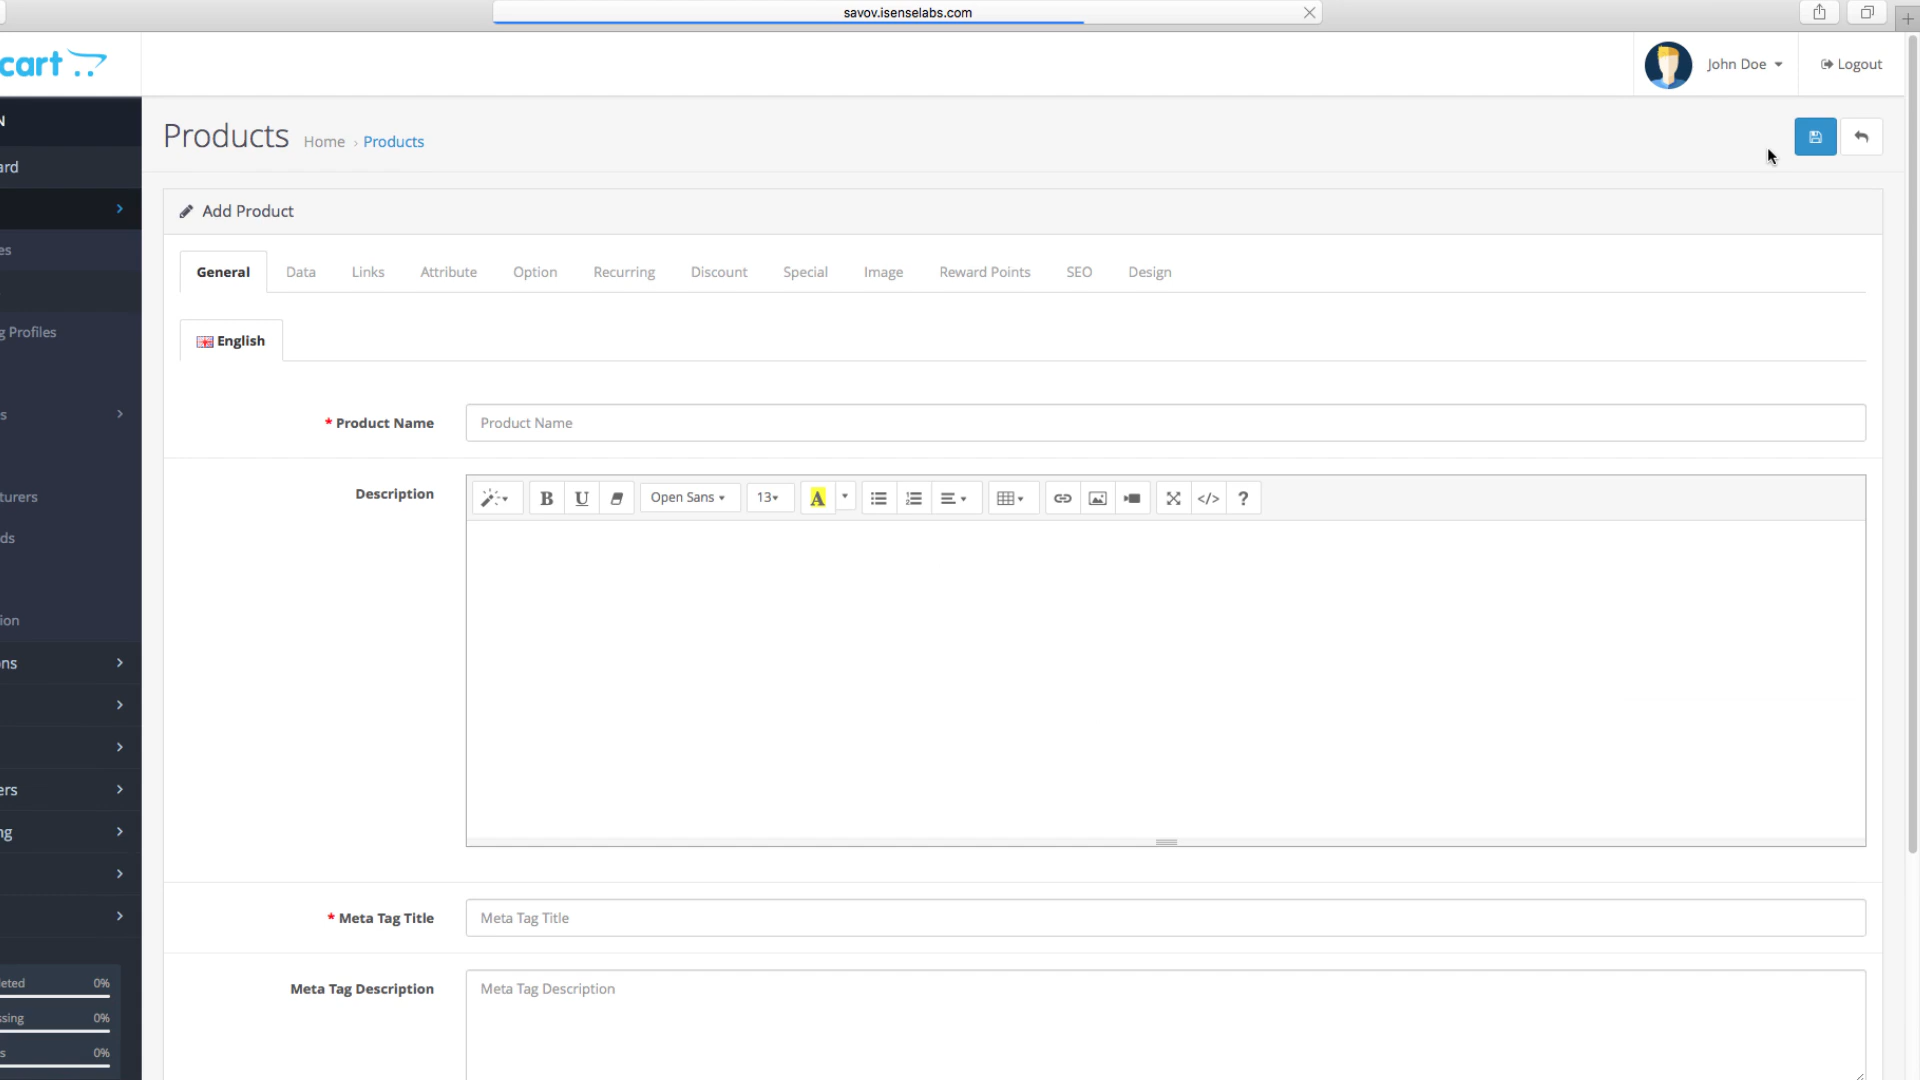 savov.isenselabs.com
cart
John Doe
Logout
N
Products Home › Products
ard
Add Product
General Data Links Attribute Option Recurring Discount Special Image Reward Points SEO Design
es
g Profiles
English
s
* Product Name Product Name
Description Open Sans 13 A ?
turers
ds
ion
ons
ers
ng
* Meta Tag Title Meta Tag Title
leted 0%
Meta Tag Description Meta Tag Description
ssing 0%
s 0%